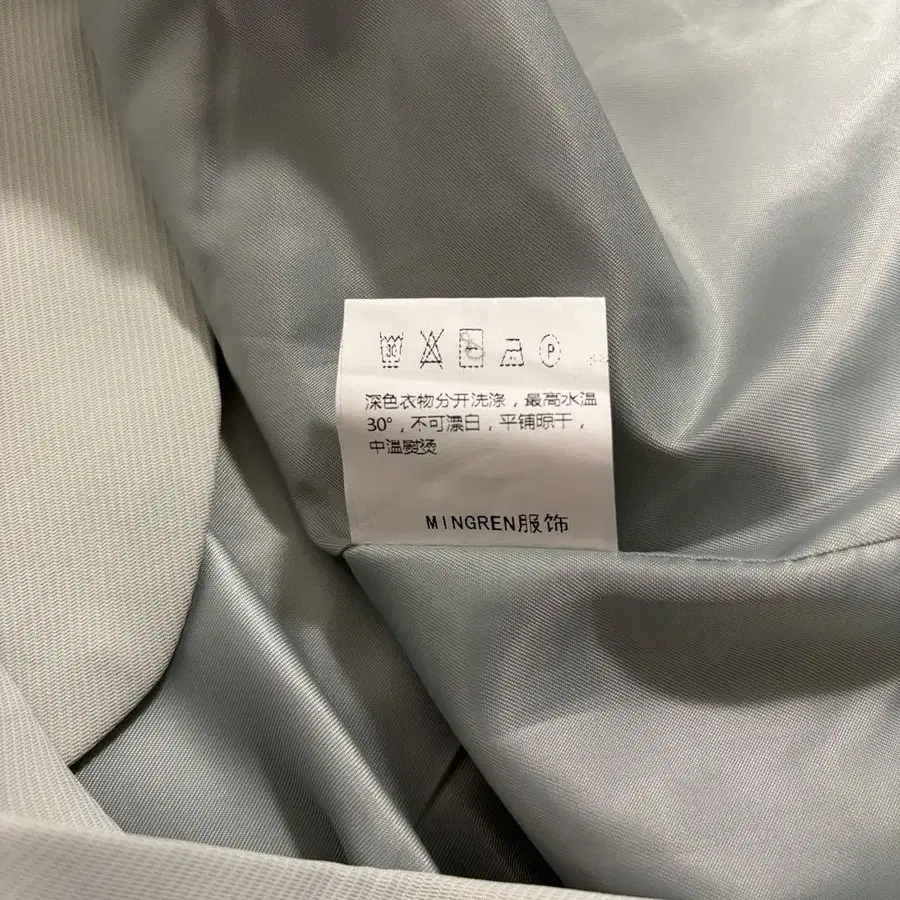 30
P
深色衣物分开洗涤，最高水温
30°，不可漂白，平铺晾干，
中温熨烫
MINGREN服饰